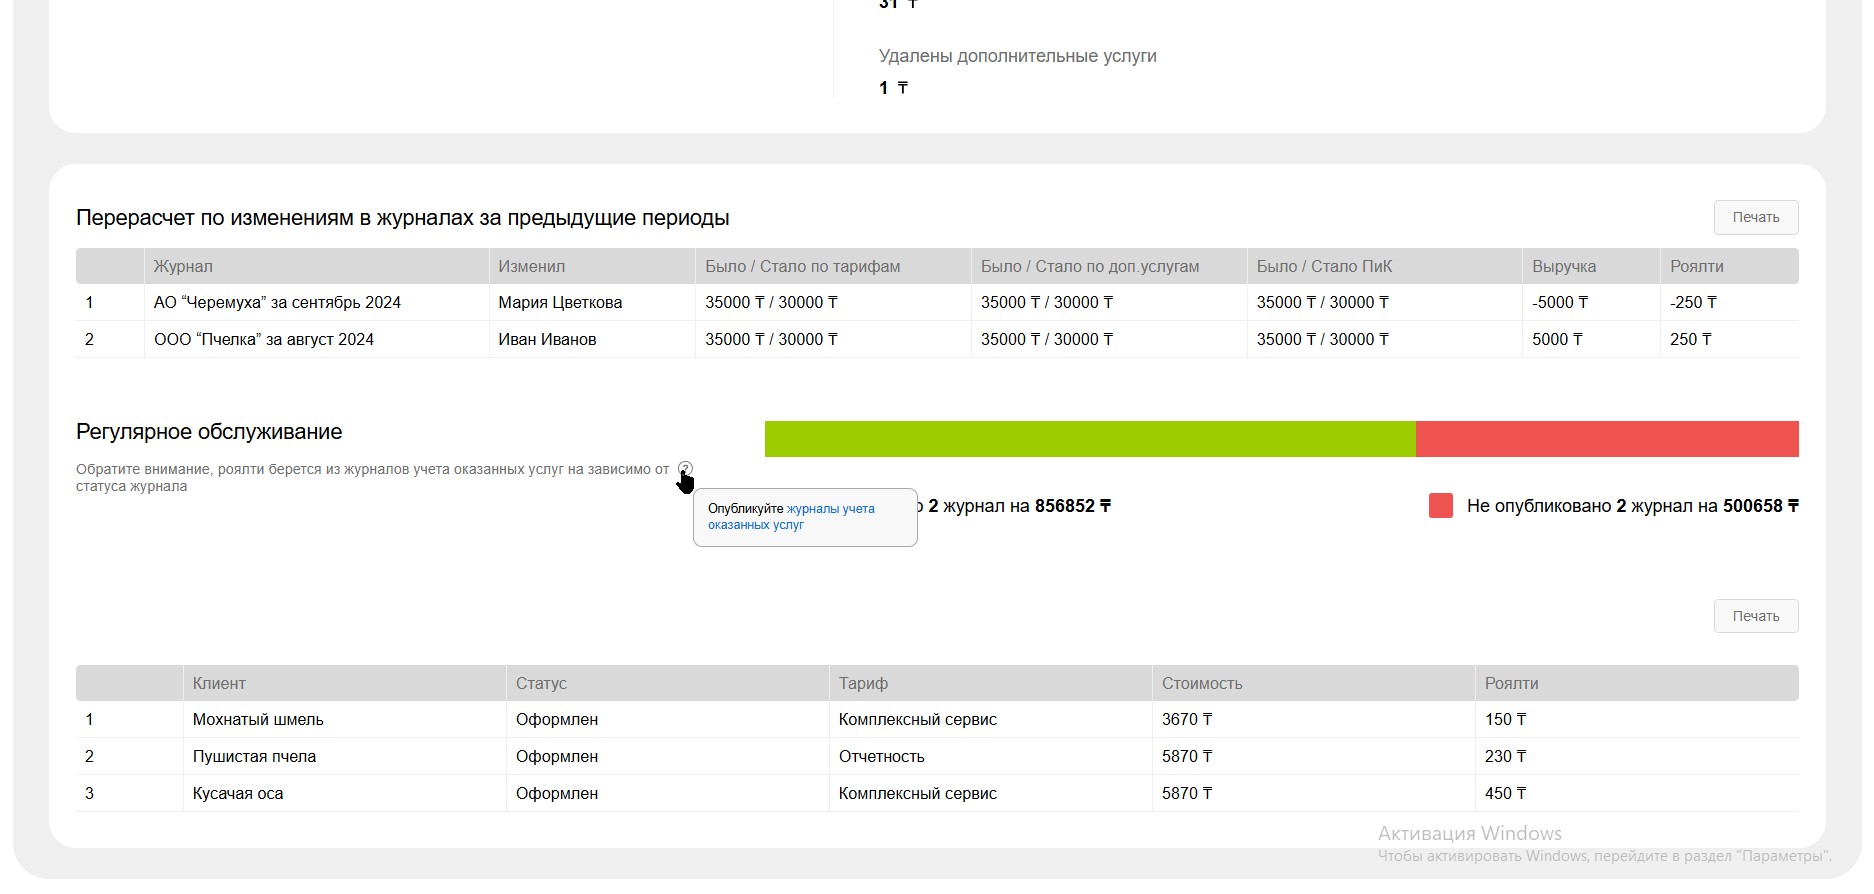 31 ₸
Удалены дополнительные услуги
1 ₸
Перерасчет по изменениям в журналах за предыдущие периоды
Печать
Журнал Изменил Было / Стало по тарифам Было / Стало по доп.услугам Было / Стало ПиК Выручка Роялти
1 АО “Черемуха” за сентябрь 2024 Мария Цветкова 35000 ₸ / 30000 ₸ 35000 ₸ / 30000 ₸ 35000 ₸ / 30000 ₸ -5000 ₸ -250 ₸
2 ООО “Пчелка” за август 2024 Иван Иванов 35000 ₸ / 30000 ₸ 35000 ₸ / 30000 ₸ 35000 ₸ / 30000 ₸ 5000 ₸ 250 ₸
Регулярное обслуживание
Обратите внимание, роялти берется из журналов учета оказанных услуг на зависимо от ?
статуса журнала
Опубликуйте журналы учета
оказанных услуг
2 журнал на 856852 ₸
Не опубликовано 2 журнал на 500658 ₸
Печать
Клиент Статус Тариф Стоимость Роялти
1 Мохнатый шмель Оформлен Комплексный сервис 3670 ₸ 150 ₸
2 Пушистая пчела Оформлен Отчетность 5870 ₸ 230 ₸
3 Кусачая оса Оформлен Комплексный сервис 5870 ₸ 450 ₸
Активация Windows
Чтобы активировать Windows, перейдите в раздел "Параметры".